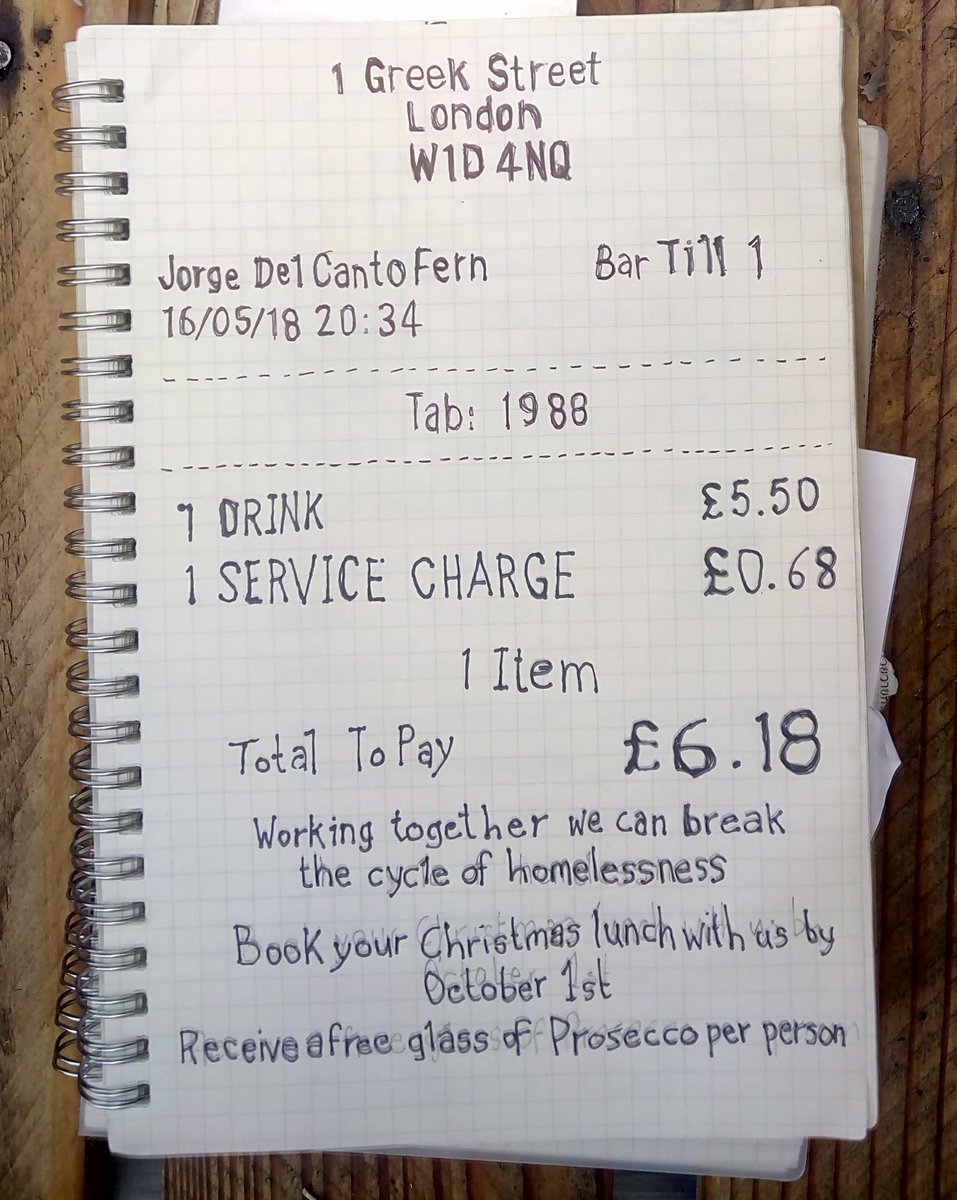 1 Greek Street
London
W1D 4NQ
Jorge Del Canto Fern Bar Till 1
16/05/18 20:34
Tab: 1988
1 DRINK £5.50
1 SERVICE CHARGE £0.68
1 Item
Total To Pay £6.18
Working together we can break
the cycle of homelessness
Book your Christmas lunch with us by
October 1st
Receive a free glass of Prosecco per person